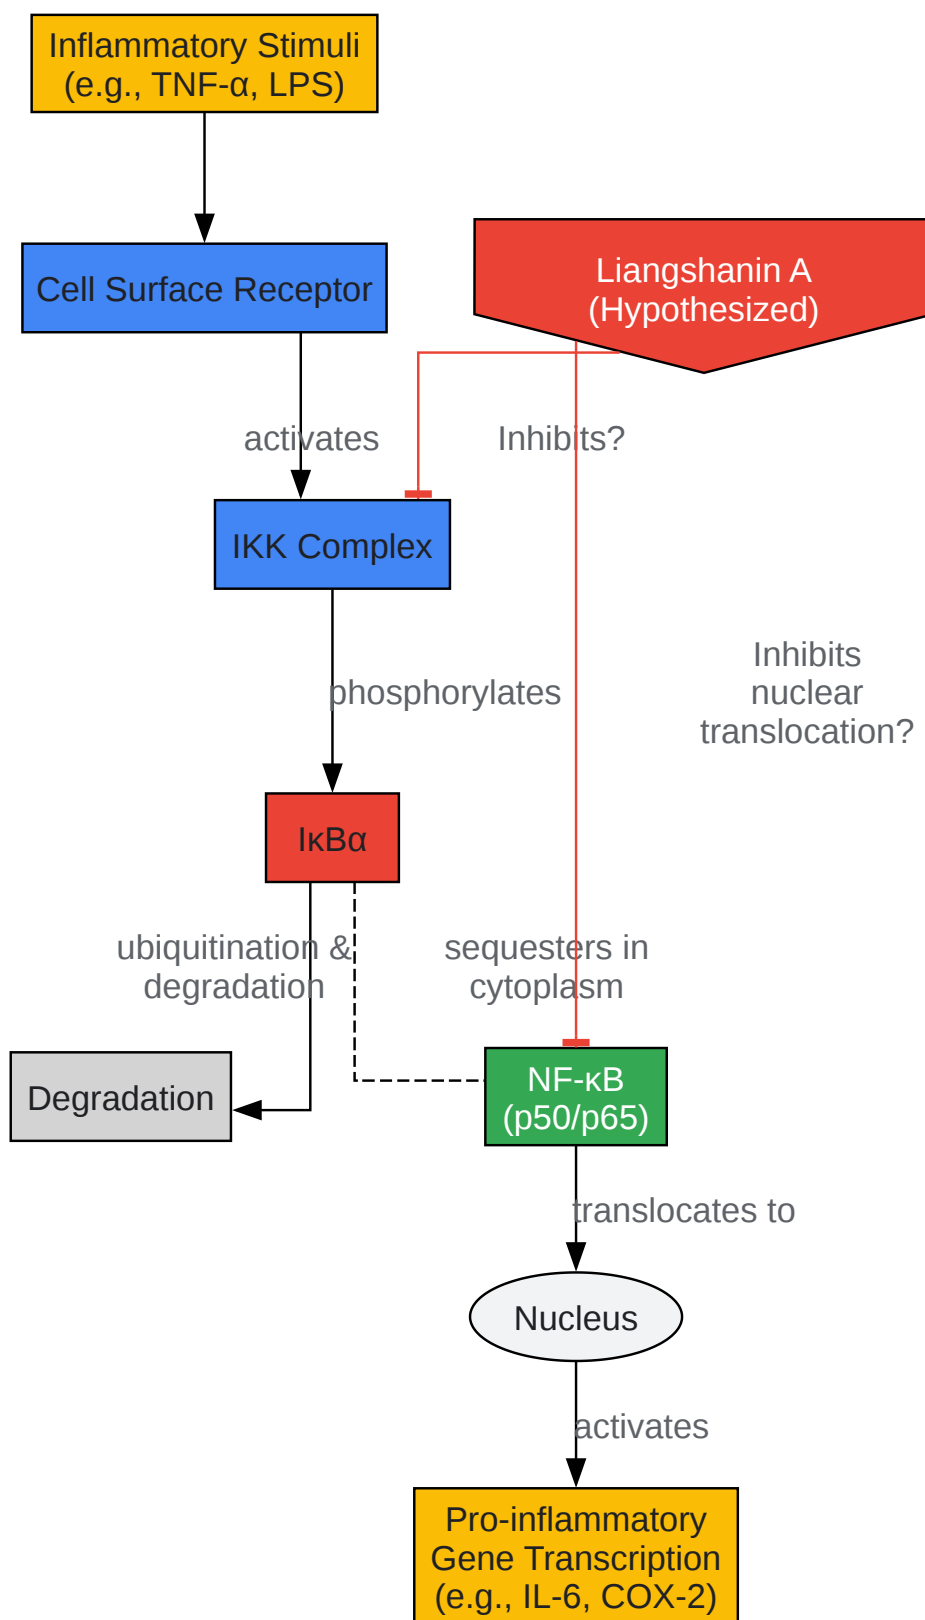 Inflammatory Stimuli
(e.g., TNF-α, LPS)
Cell Surface Receptor
Liangshanin A
(Hypothesized)
activates
Inhibits?
IKK Complex
phosphorylates
Inhibits
nuclear
translocation?
IκBα
ubiquitination &
degradation
sequesters in
cytoplasm
Degradation
NF-κB
(p50/p65)
translocates to
Nucleus
activates
Pro-inflammatory
Gene Transcription
(e.g., IL-6, COX-2)